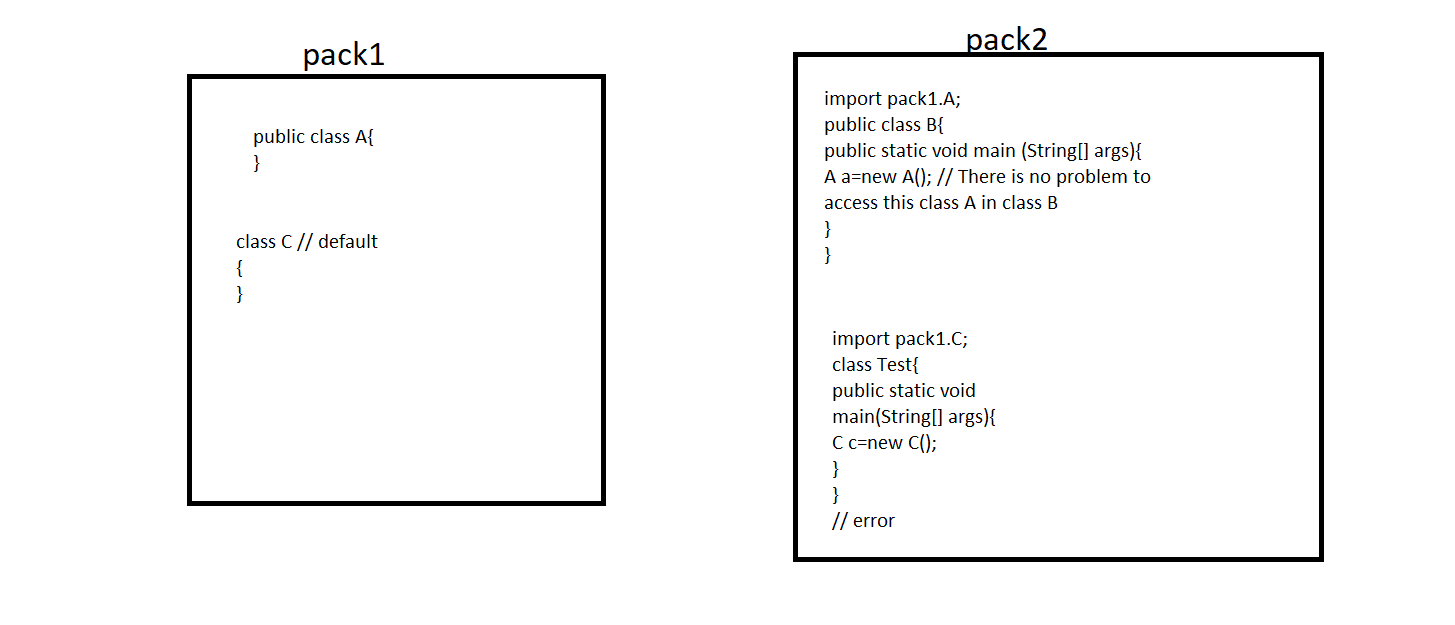 pack1
public class A{
}
class C // default
{
}
pack2
import pack1.A;
public class B{
public static void main (String[] args){
A a=new A(); // There is no problem to
access this class A in class B
}
}
import pack1.C;
class Test{
public static void
main(String[] args){
C c=new C();
}
}
// error